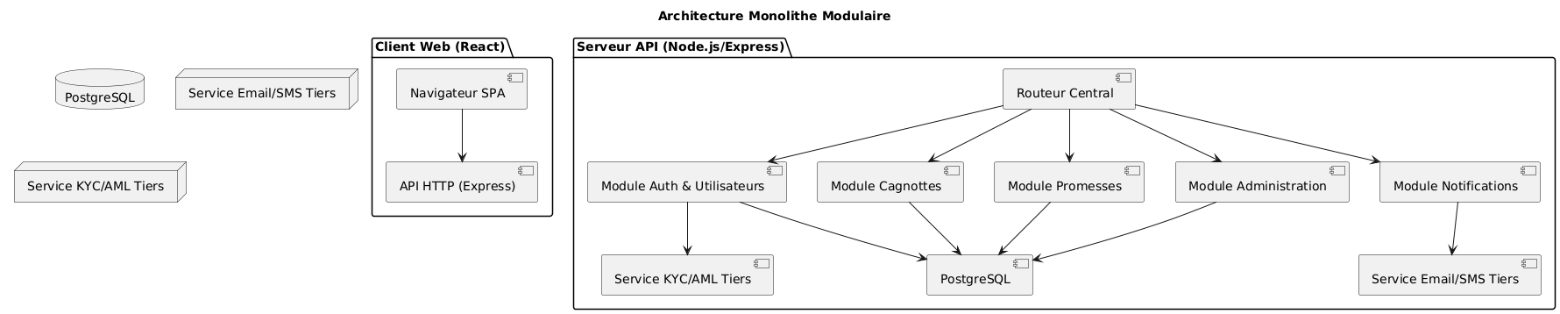 Architecture Monolithe Modulaire
Client Web (React)
Serveur API (Node.js/Express)
PostgreSQL
Service Email/SMS Tiers
Navigateur SPA
Routeur Central
Service KYC/AML Tiers
API HTTP (Express)
Module Auth & Utilisateurs
Module Cagnottes
Module Promesses
Module Administration
Module Notifications
Service KYC/AML Tiers
PostgreSQL
Service Email/SMS Tiers